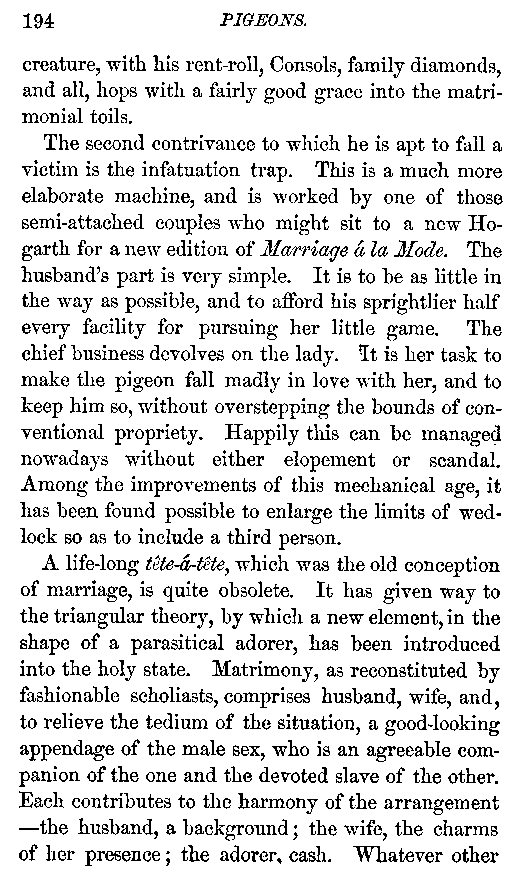 194 PIGEONS.
creature, with his rent-roll, Consols, family diamonds,
and all, hops with a fairly good grace into the matri-
monial toils.
The second contrivance to which he is apt to fall a
victim is the infatuation trap. This is a much more
elaborate machine, and is worked by one of those
semi-attached couples who might sit to a new Ho-
garth for a new edition of Marriage á la Mode. The
husband's part is very simple. It is to be as little in
the way as possible, and to afford his sprightlier half
every facility for pursuing her little game. The
chief business devolves on the lady. It is her task to
make the pigeon fall madly in love with her, and to
keep him so, without overstepping the bounds of con-
ventional propriety. Happily this can be managed
nowadays without either elopement or scandal.
Among the improvements of this mechanical age, it
has been found possible to enlarge the limits of wed-
lock so as to include a third person.
A life-long tête-á-tête, which was the old conception
of marriage, is quite obsolete. It has given way to
the triangular theory, by which a new element, in the
shape of a parasitical adorer, has been introduced
into the holy state. Matrimony, as reconstituted by
fashionable scholiasts, comprises husband, wife, and,
to relieve the tedium of the situation, a good-looking
appendage of the male sex, who is an agreeable com-
panion of the one and the devoted slave of the other.
Each contributes to the harmony of the arrangement
—the husband, a background; the wife, the charms
of her presence; the adorer, cash. Whatever other